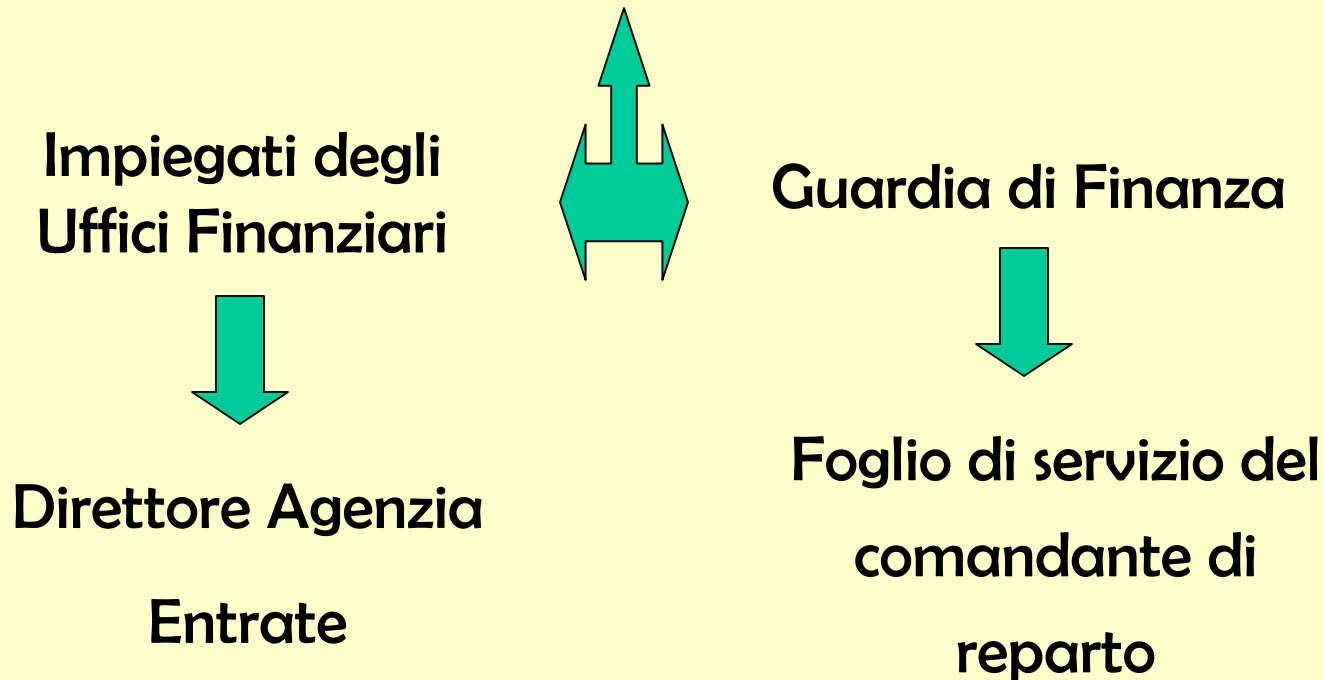 Impiegati degli
Uffici Finanziari
Direttore Agenzia
Entrate
Guardia di Finanza
Foglio di servizio del
comandante di
reparto